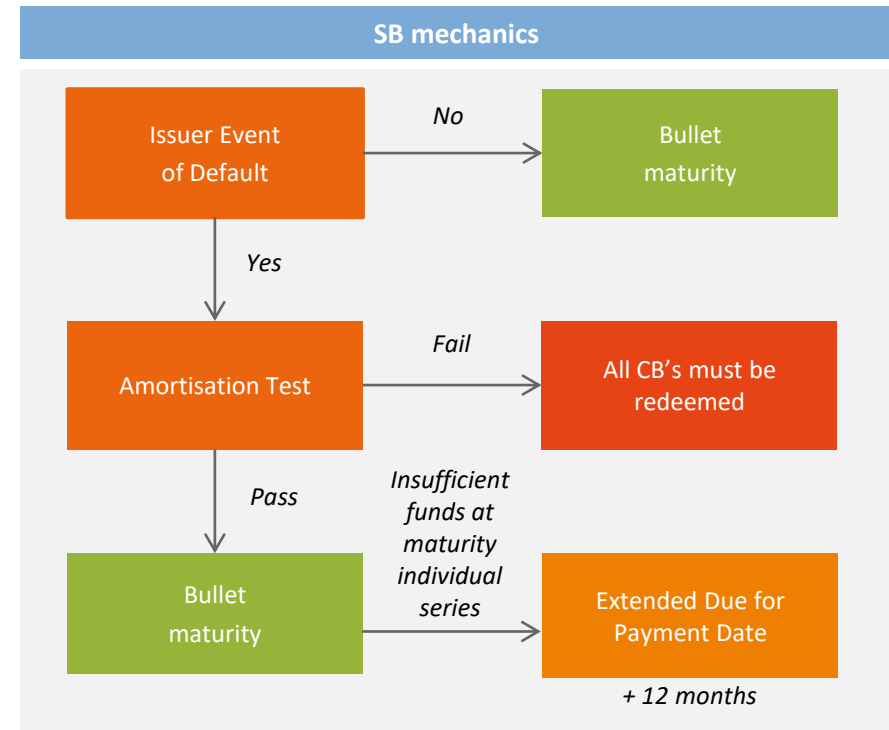 SB mechanics
Issuer Event
of Default
No
Bullet
maturity
Yes
Amortisation Test
Fail
All CB's must be
redeemed
Pass
Insufficient
funds at
maturity
individual
series
Bullet
maturity
Extended Due for
Payment Date
+ 12 months